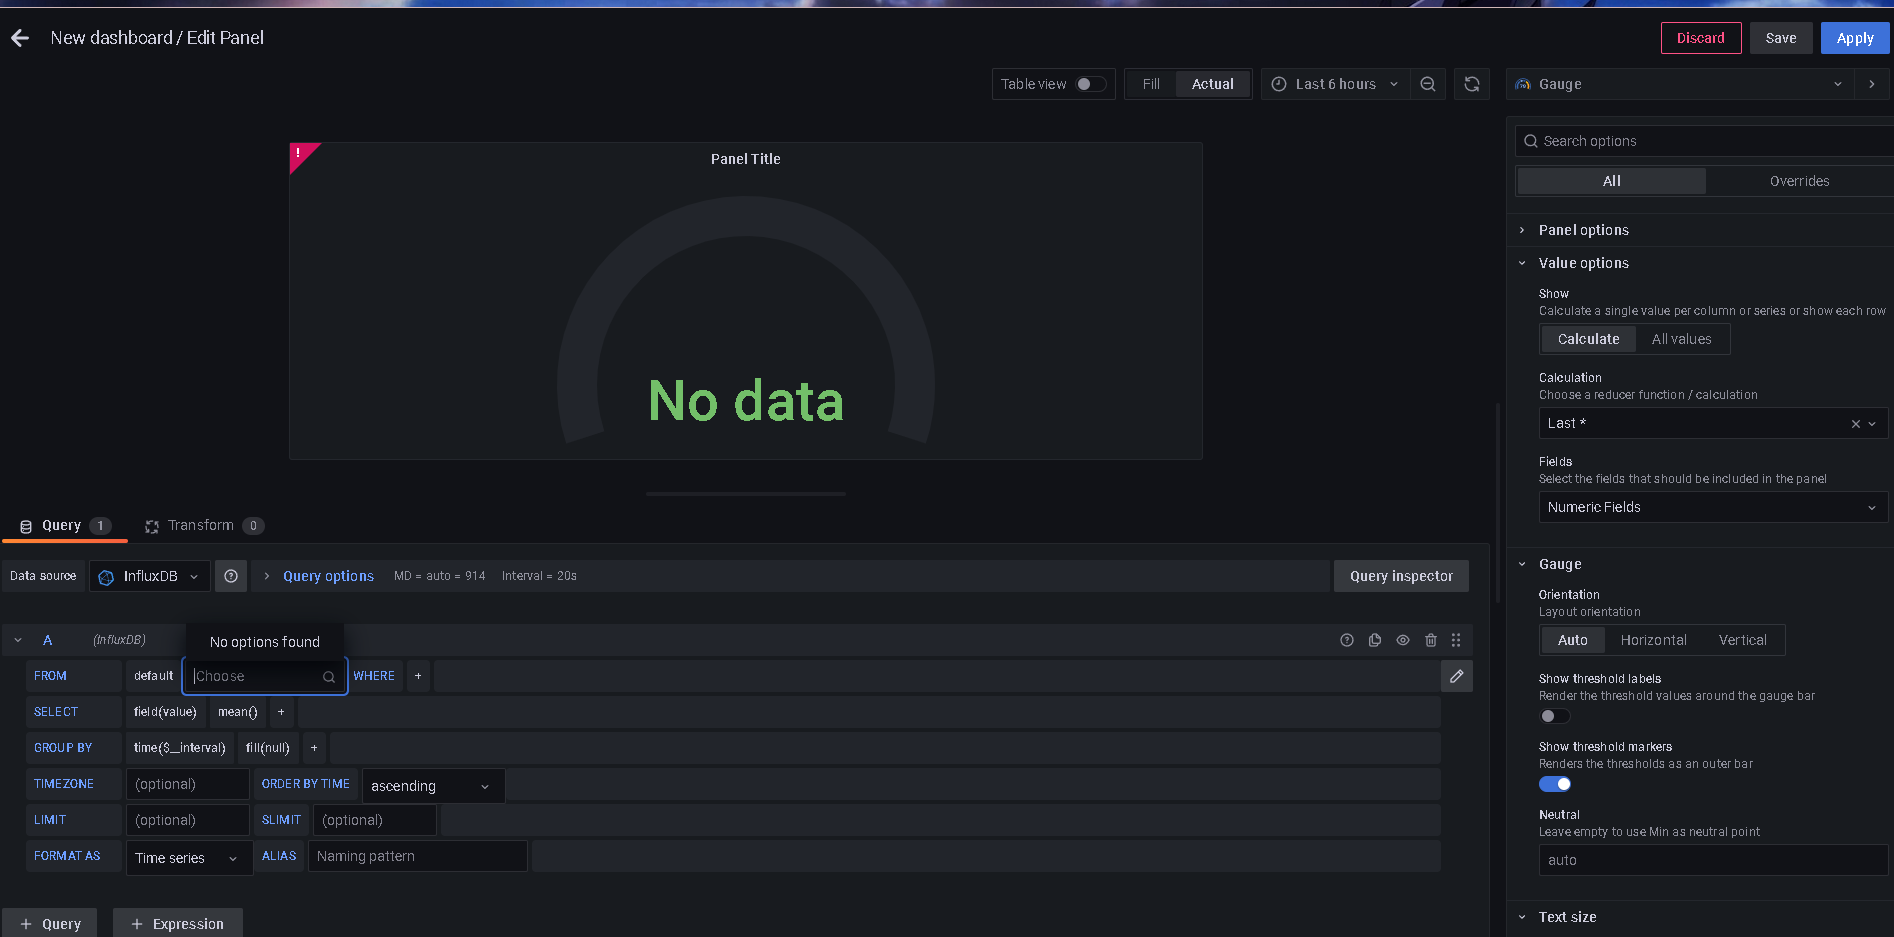 New dashboard / Edit Panel
Discard
Save
Apply
Table view
Fill
Actual
Last 6 hours
Gauge
Search options
All
Overrides
!
Panel Title
No data
Panel options
Value options
Show
Calculate a single value per column or series or show each row
Calculate
All values
Calculation
Choose a reducer function / calculation
Last *
Fields
Select the fields that should be included in the panel
Numeric Fields
Query 1
Transform 0
Data source
InfluxDB
Query options
MD = auto = 914
Interval = 20s
Query inspector
A
(InfluxDB)
No options found
FROM
default
Choose
WHERE
+
SELECT
field(value)
mean()
+
GROUP BY
time($__interval)
fill(null)
+
TIMEZONE
(optional)
ORDER BY TIME
ascending
LIMIT
(optional)
SLIMIT
(optional)
FORMAT AS
Time series
ALIAS
Naming pattern
+ Query
+ Expression
Gauge
Orientation
Layout orientation
Auto
Horizontal
Vertical
Show threshold labels
Render the threshold values around the gauge bar
Show threshold markers
Renders the thresholds as an outer bar
Neutral
Leave empty to use Min as neutral point
auto
Text size